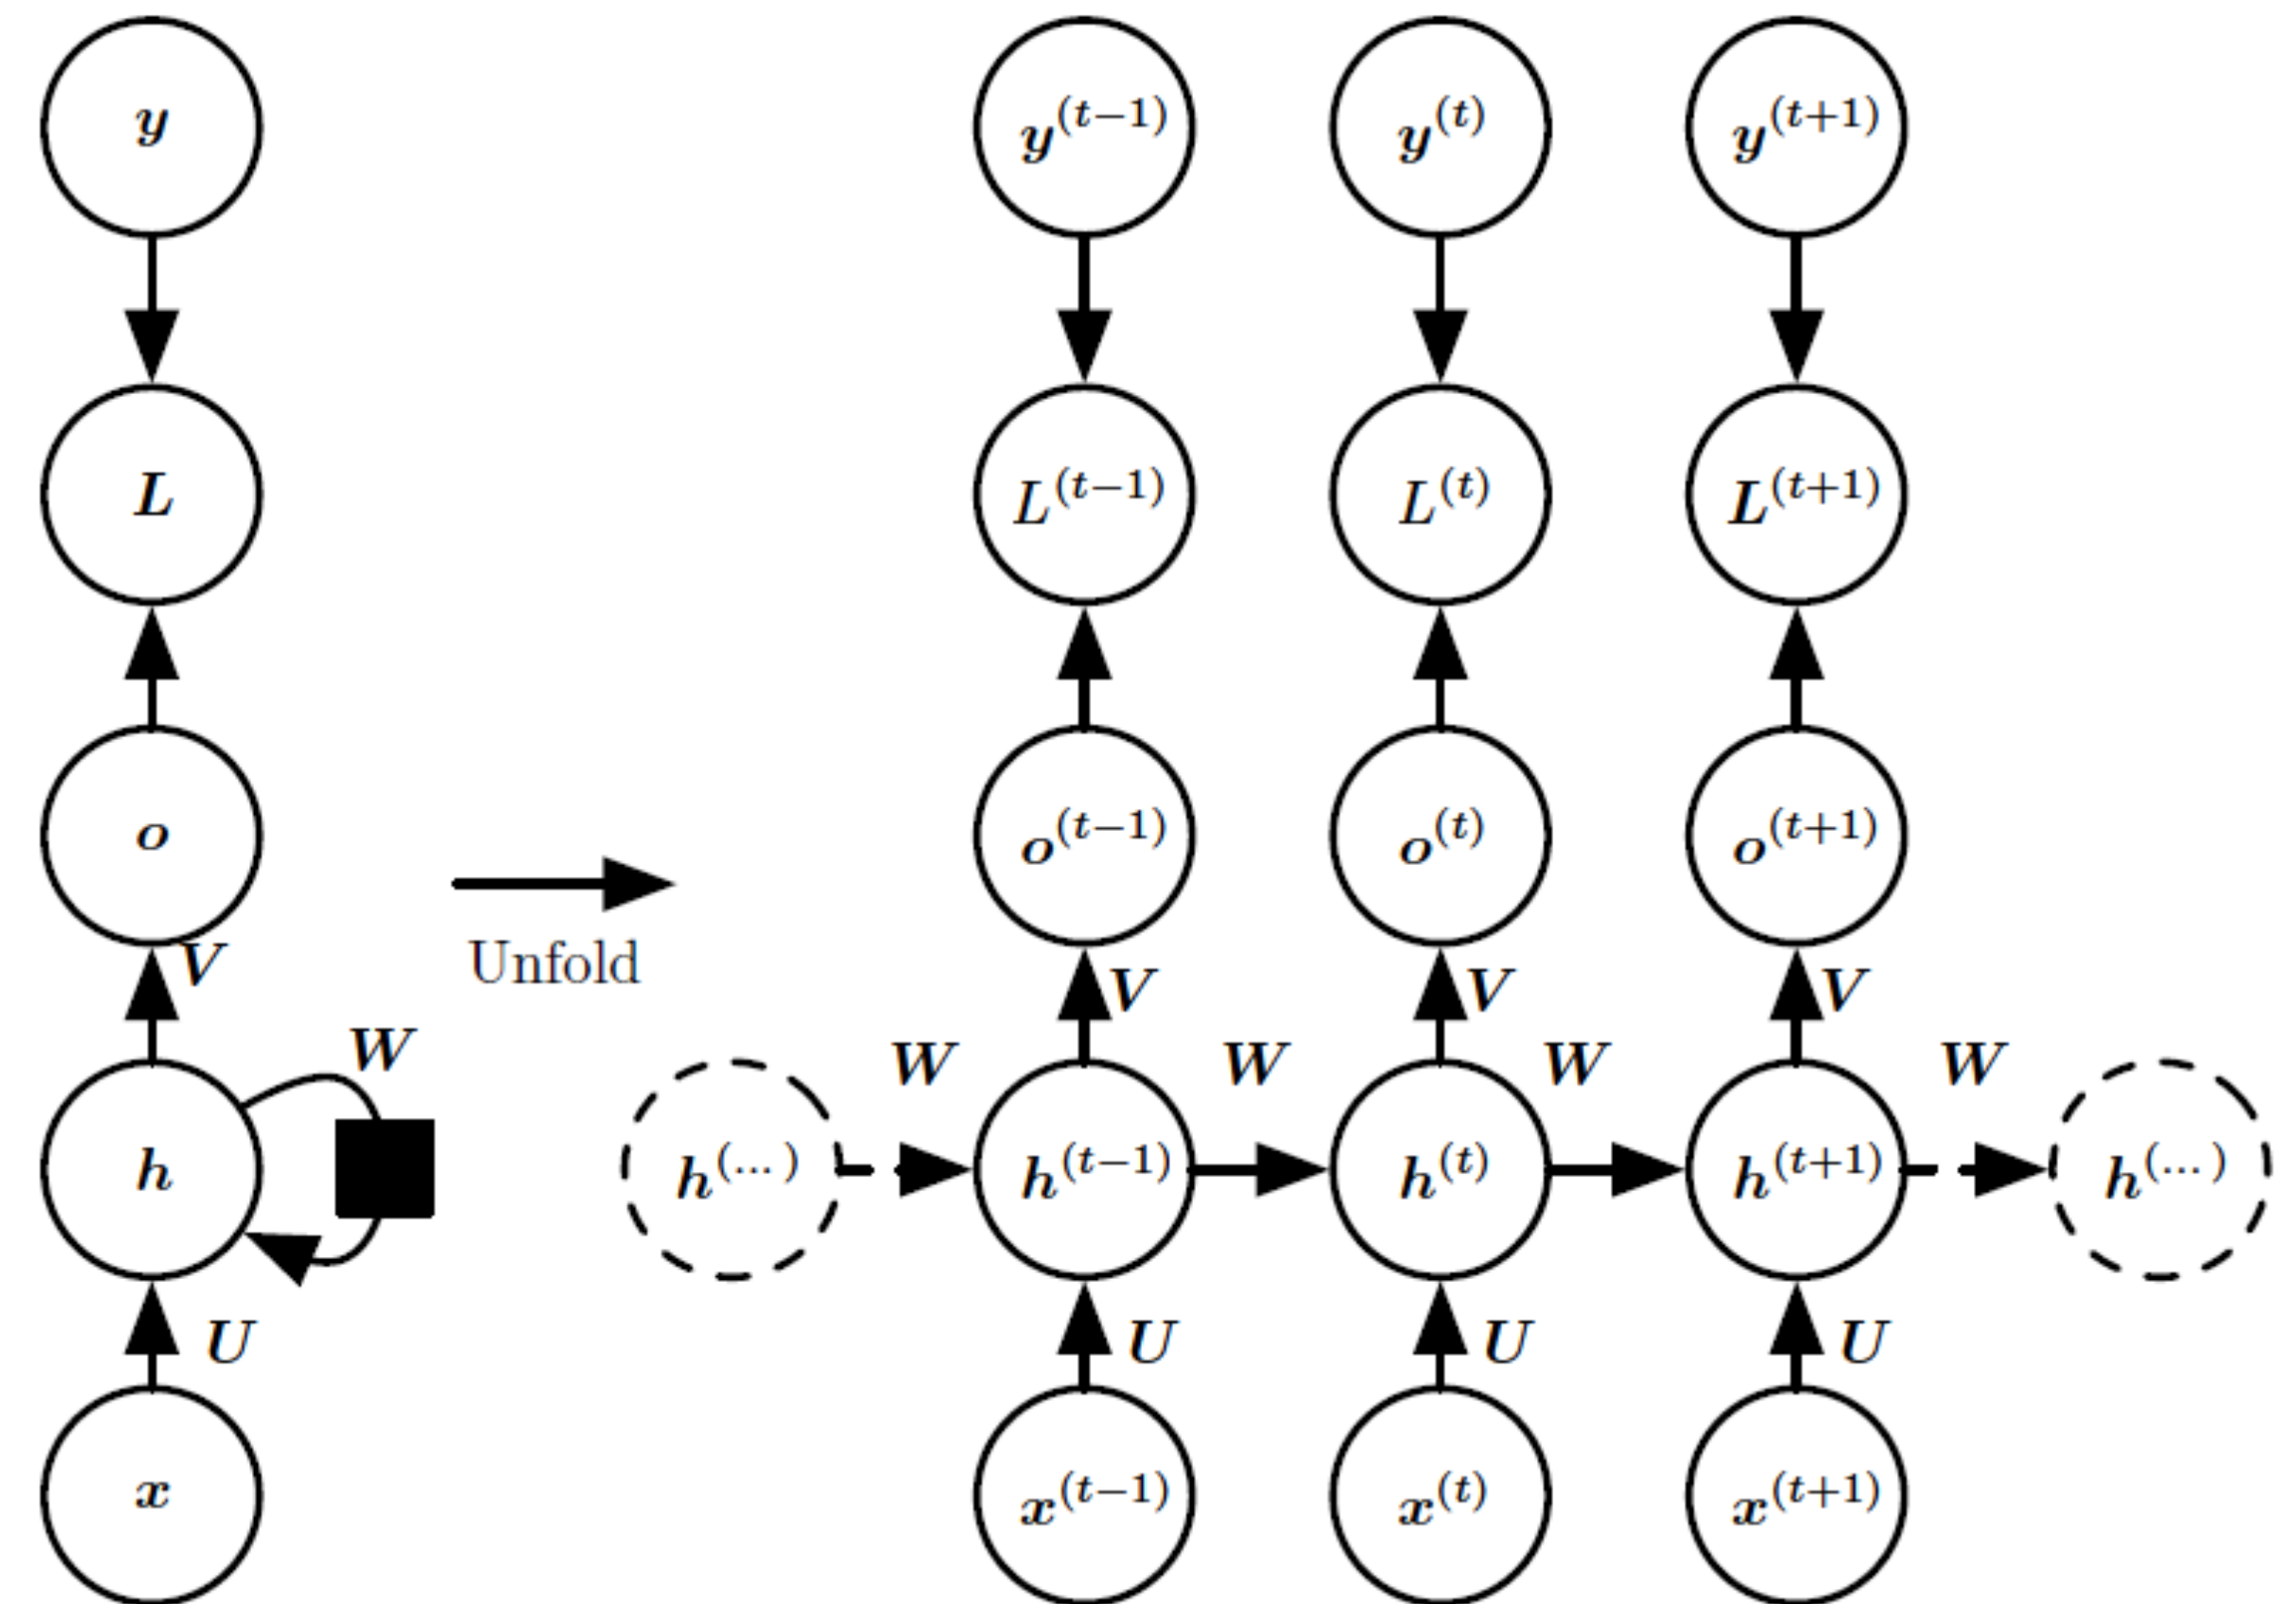 y y^(t−1) y^(t) y^(t+1)
L L^(t−1) L^(t) L^(t+1)
o o^(t−1) o^(t) o^(t+1)
Unfold
V V V V
W W W W W
h h^(...) h^(t−1) h^(t) h^(t+1) h^(...)
U U U U
x x^(t−1) x^(t) x^(t+1)